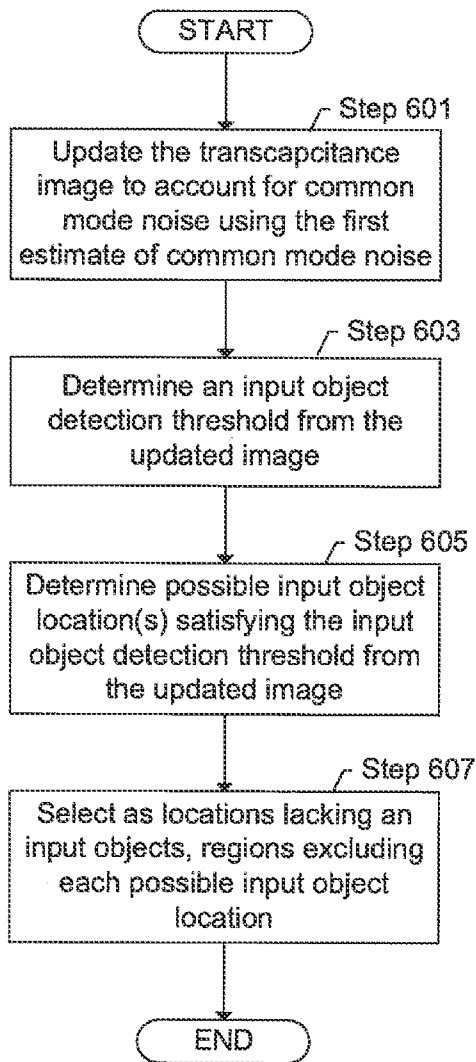 START
Step 601
Update the transcapcitance
image to account for common
mode noise using the first
estimate of common mode noise
Step 603
Determine an input object
detection threshold from the
updated image
Step 605
Determine possible input object
location(s) satisfying the input
object detection threshold from
the updated image
Step 607
Select as locations lacking an
input objects, regions excluding
each possible input object
location
END